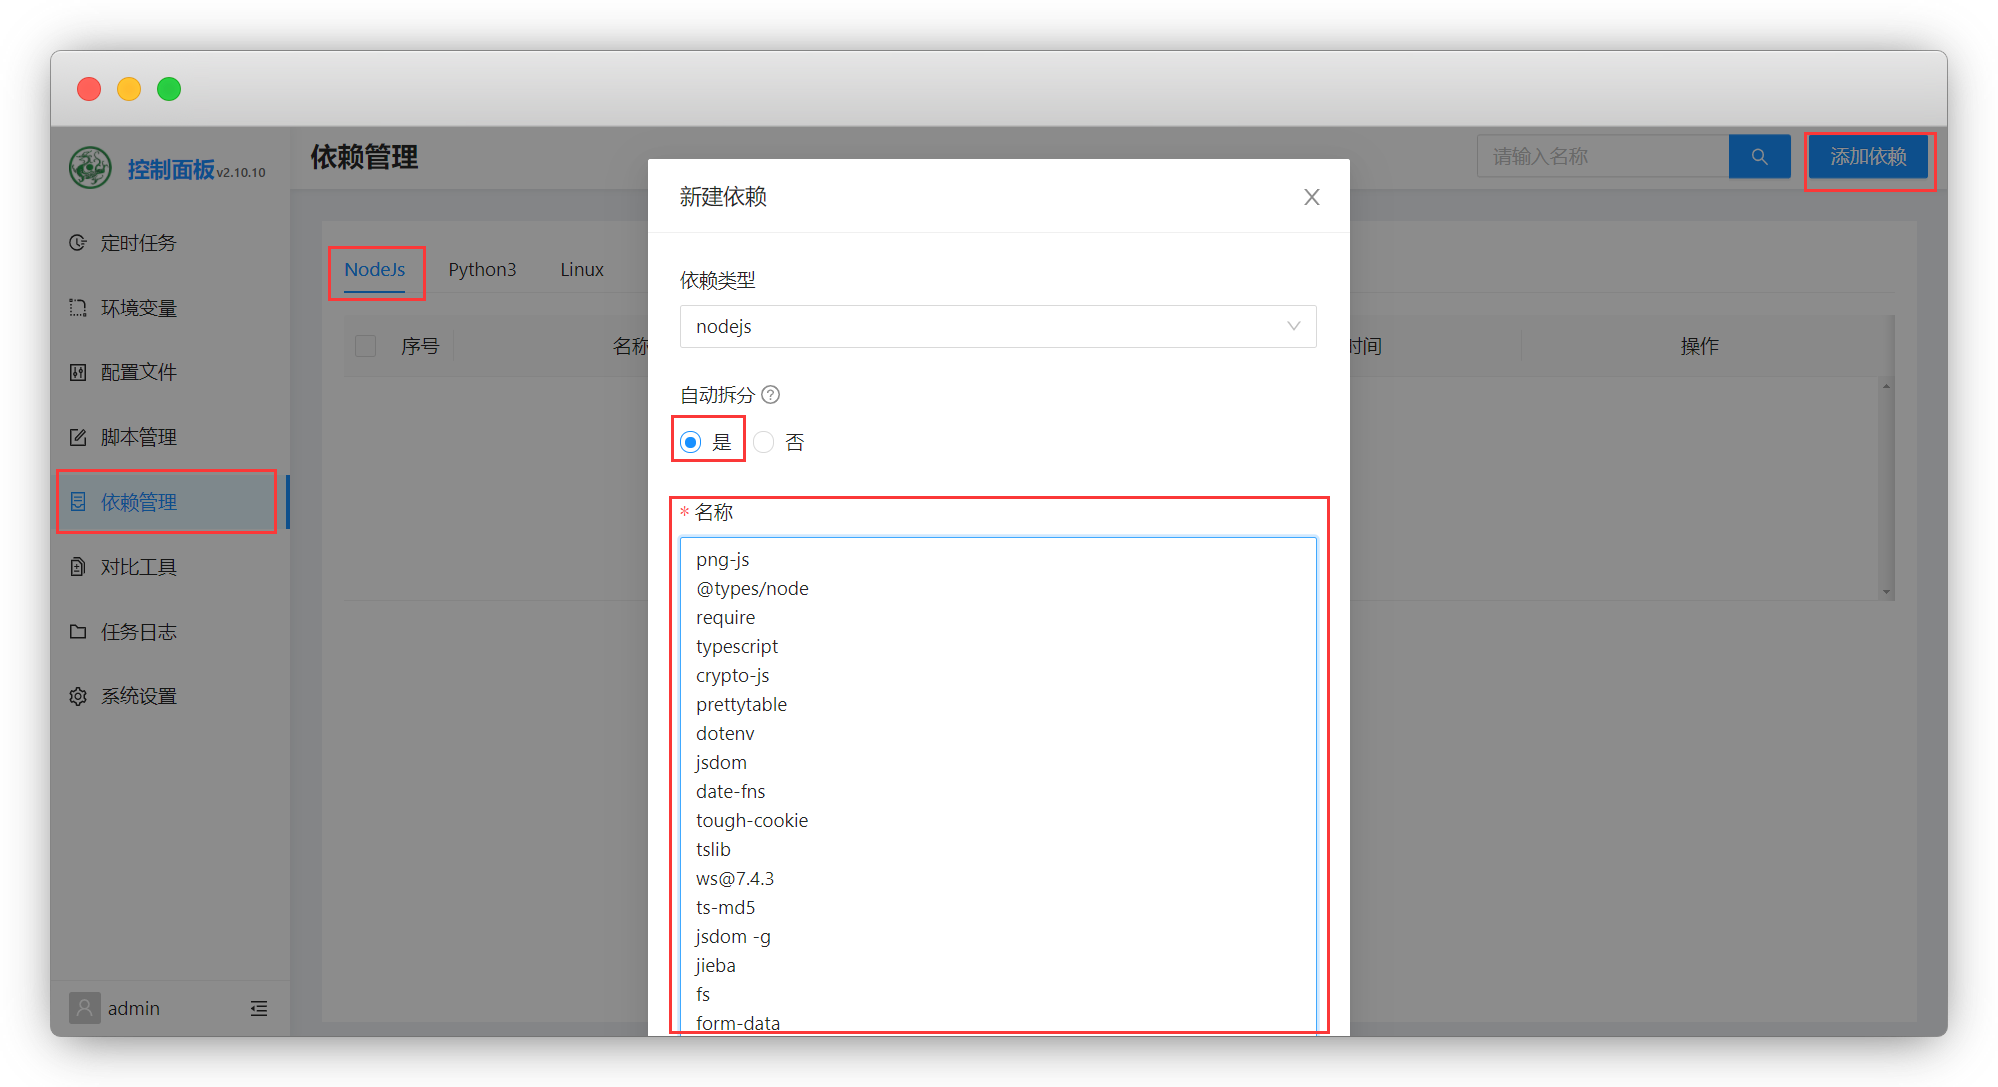 控制面板 v2.10.10
定时任务
环境变量
配置文件
脚本管理
依赖管理
对比工具
任务日志
系统设置
admin
依赖管理
请输入名称
添加依赖
NodeJs Python3 Linux
序号 名称 时间 操作
新建依赖
依赖类型
nodejs
自动拆分
是 否
* 名称
png-js
@types/node
require
typescript
crypto-js
prettytable
dotenv
jsdom
date-fns
tough-cookie
tslib
ws@7.4.3
ts-md5
jsdom -g
jieba
fs
form-data